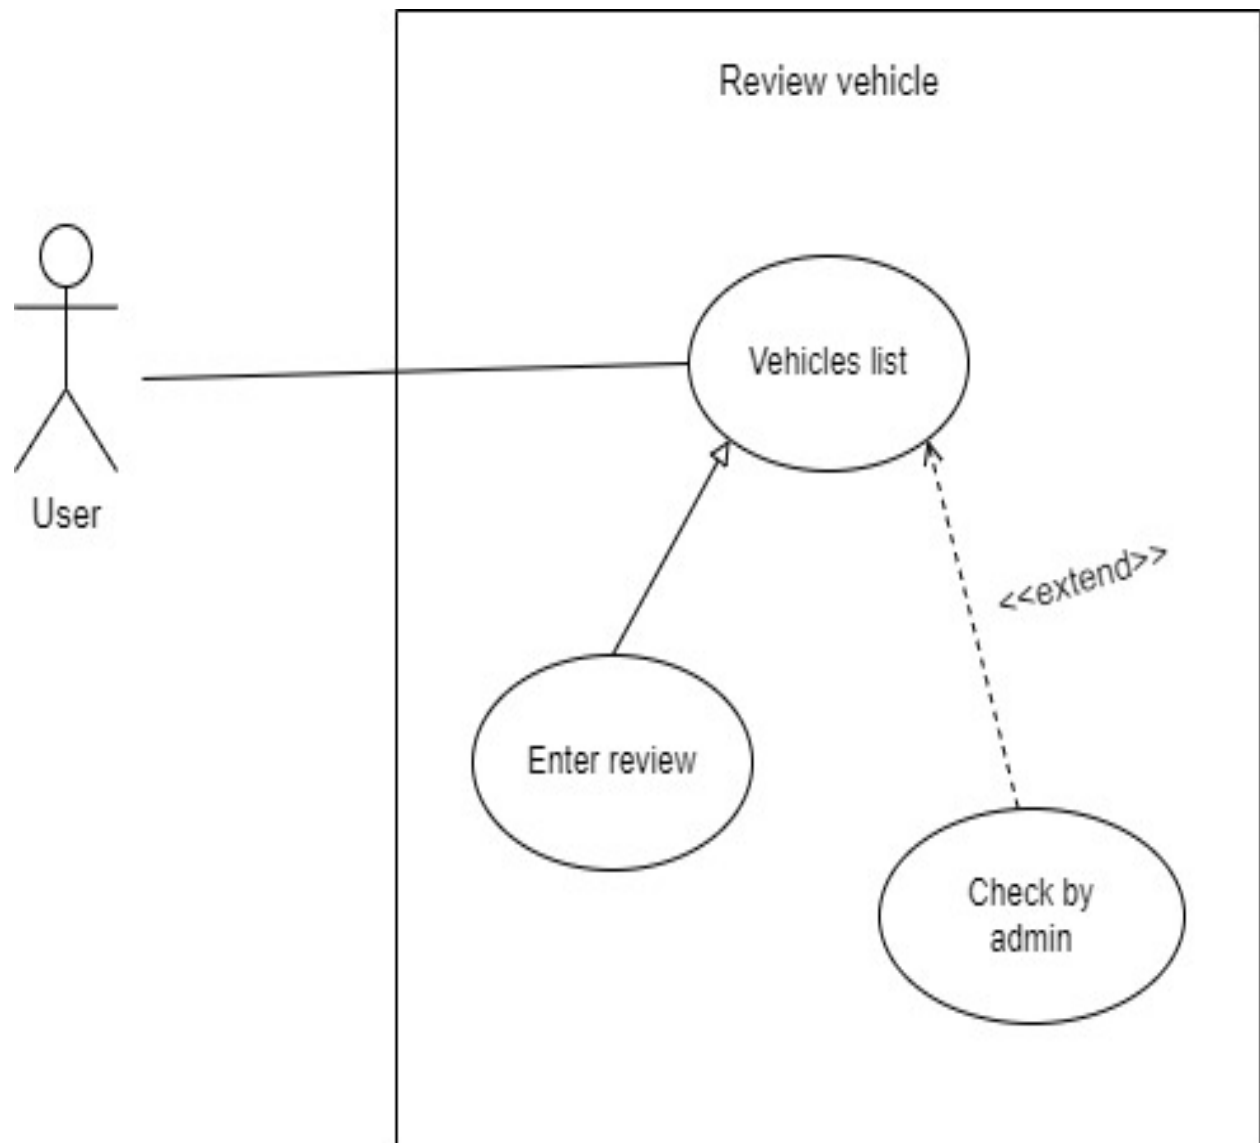 Review vehicle
Vehicles list
User
<<extend>>
Enter review
Check by
admin